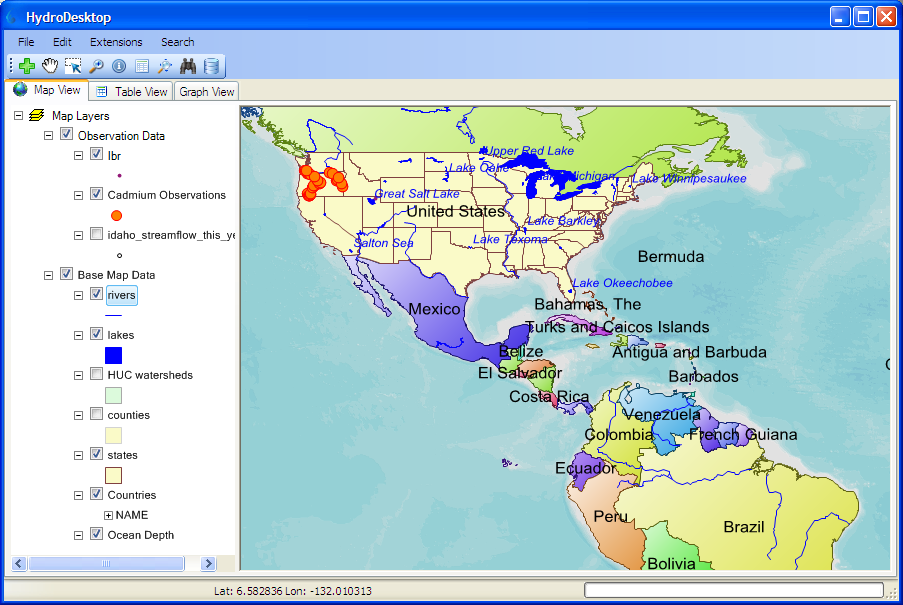 HydroDesktop
File Edit Extensions Search
Map View Table View Graph View
Map Layers
Observation Data
lbr
Cadmium Observations
idaho_streamflow_this_ye
Base Map Data
rivers
lakes
HUC watersheds
counties
states
Countries
NAME
Ocean Depth
Upper Red Lake
Lake Oahe
Michigan
Lake Winnipesaukee
Great Salt Lake
United States
Lake Barkley
Salton Sea
Lake Texoma
Bermuda
Lake Okeechobee
Bahamas, The
Mexico
Turks and Caicos Islands
Belize
Antigua and Barbuda
El Salvador
Barbados
Costa Rica
Venezuela
Colombia
French Guiana
Ecuador
Peru
Brazil
Bolivia
Lat: 6.582836 Lon: -132.010313